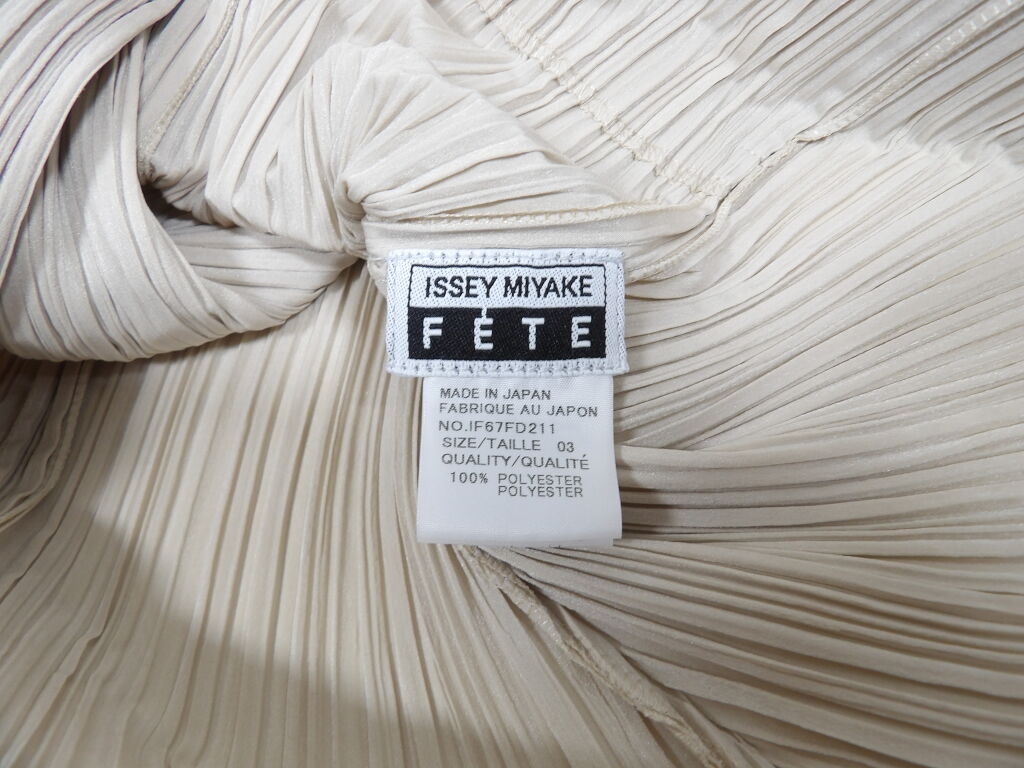 ISSEY MIYAKE
FÊTE
MADE IN JAPAN
FABRIQUE AU JAPON
NO.IF67FD211
SIZE/TAILLE 03
QUALITY/QUALITÉ
100% POLYESTER
POLYESTER